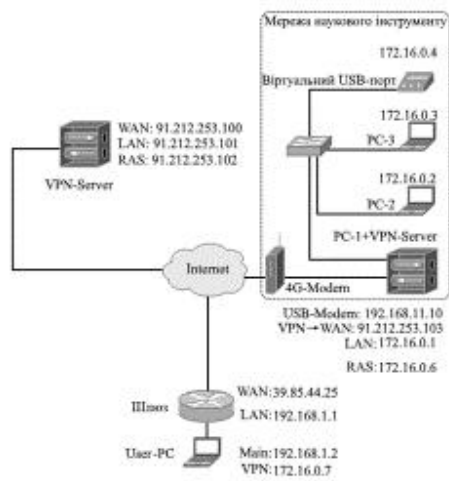 Мережа наукового інструменту
172.16.0.4
Віртуальний USB-порт
172.16.0.3
PC-3
172.16.0.2
PC-2
PC-1+VPN-Server
WAN: 91.212.253.100
LAN: 91.212.253.101
RAS: 91.212.253.102
VPN-Server
Internet
4G-Modem
USB-Modem: 192.168.11.10
VPN→WAN: 91.212.253.103
LAN: 172.16.0.1
RAS: 172.16.0.6
Шлюз
WAN: 39.85.44.25
LAN: 192.168.1.1
User-PC
Main: 192.168.1.2
VPN: 172.16.0.7